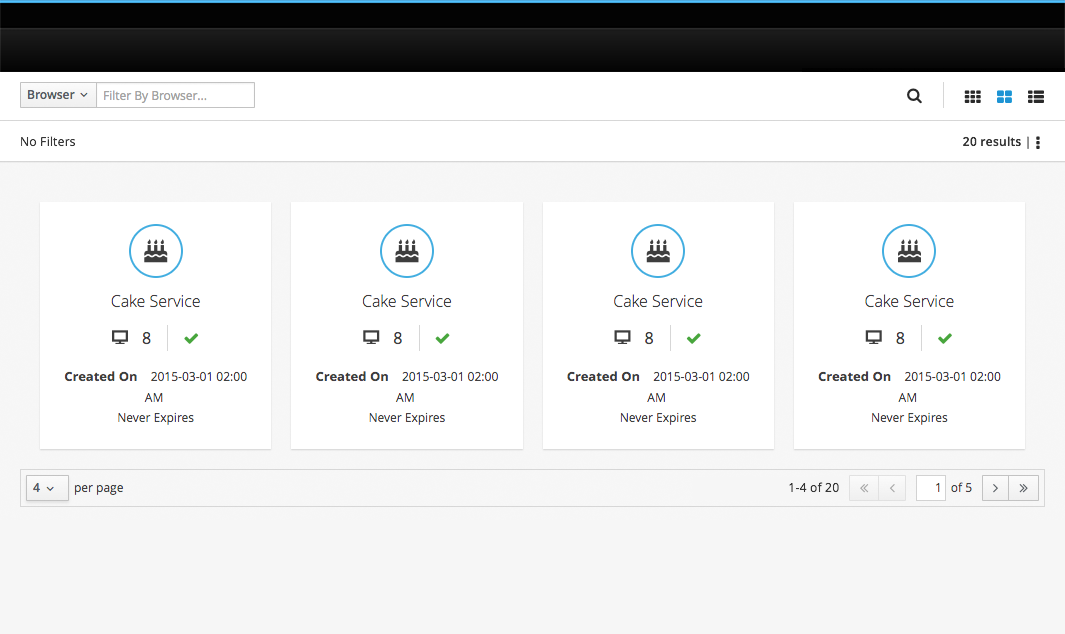 Browser Filter By Browser...
No Filters 20 results |
Cake Service Cake Service Cake Service Cake Service
8 8 8 8
Created On 2015-03-01 02:00 AM
Never Expires
Created On 2015-03-01 02:00 AM
Never Expires
Created On 2015-03-01 02:00 AM
Never Expires
Created On 2015-03-01 02:00 AM
Never Expires
4 per page 1-4 of 20 « ‹ 1 of 5 › »